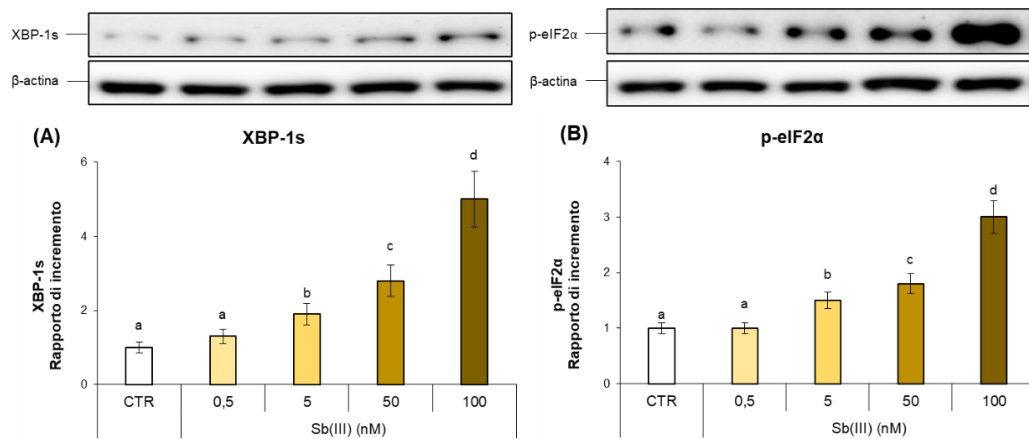 XBP-1s
β-actina
p-eIF2α
β-actina
(A)
XBP-1s
XBP-1s
Rapporto di incremento
6
4
2
0
a
a
b
c
d
CTR
0,5
5
50
100
Sb(III) (nM)
(B)
p-eIF2α
p-eIF2α
Rapporto di incremento
4
3
2
1
0
a
a
b
c
d
CTR
0,5
5
50
100
Sb(III) (nM)